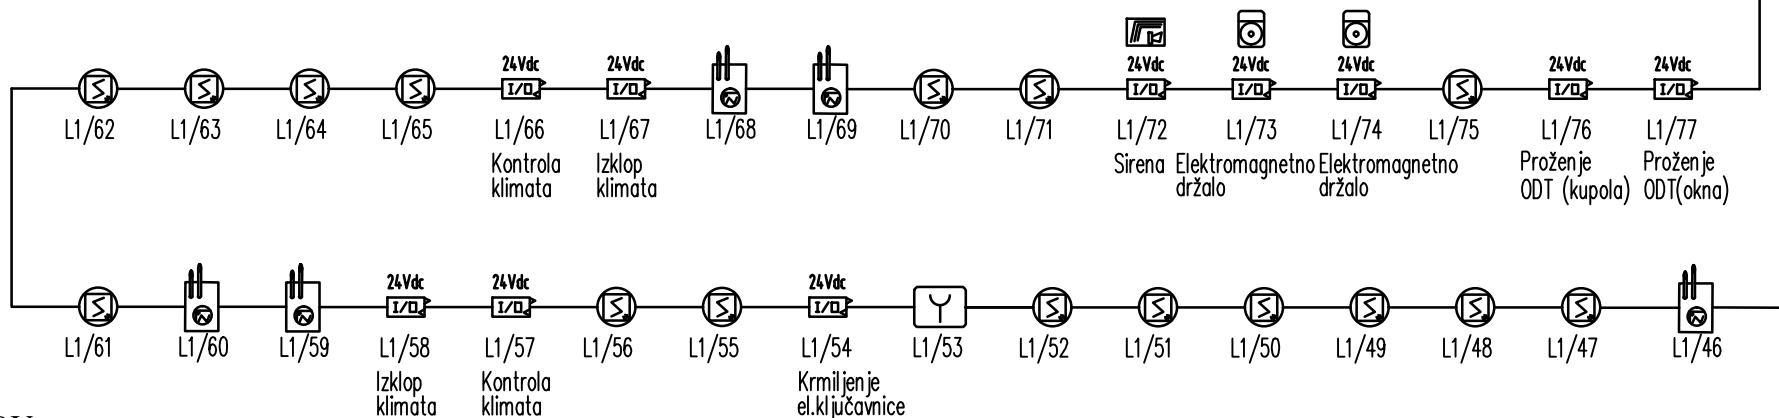 24Vdc 24Vdc 24Vdc 24Vdc 24Vdc 24Vdc 24Vdc
I/O I/O I/O I/O I/O I/O I/O
L1/62 L1/63 L1/64 L1/65 L1/66 L1/67 L1/68 L1/69 L1/70 L1/71 L1/72 L1/73 L1/74 L1/75 L1/76 L1/77
Kontrola Izklop Sirena Elektromagnetno Elektromagnetno Proženje Proženje
klimata klimata držalo držalo ODT (kupola) ODT(okna)
24Vdc 24Vdc 24Vdc
I/O I/O I/O
L1/61 L1/60 L1/59 L1/58 L1/57 L1/56 L1/55 L1/54 L1/53 L1/52 L1/51 L1/50 L1/49 L1/48 L1/47 L1/46
Izklop Kontrola Krmiljenje
klimata klimata el.ključavnice